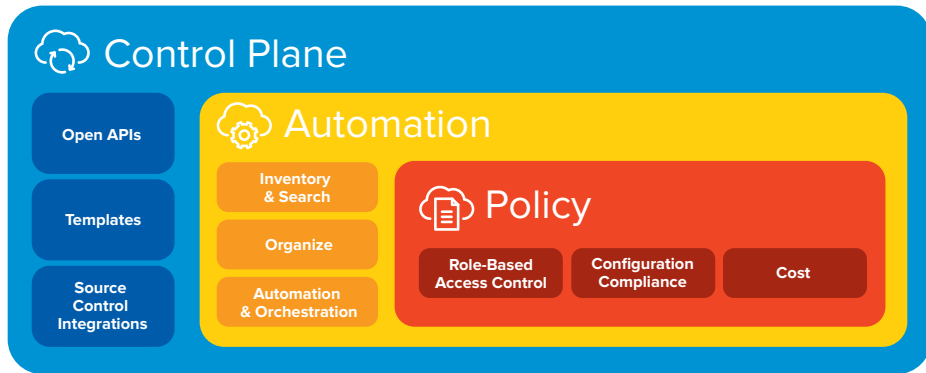 Control Plane
Open APIs
Templates
Source
Control
Integrations
Automation
Inventory
& Search
Organize
Automation
& Orchestration
Policy
Role-Based
Access Control
Configuration
Compliance
Cost